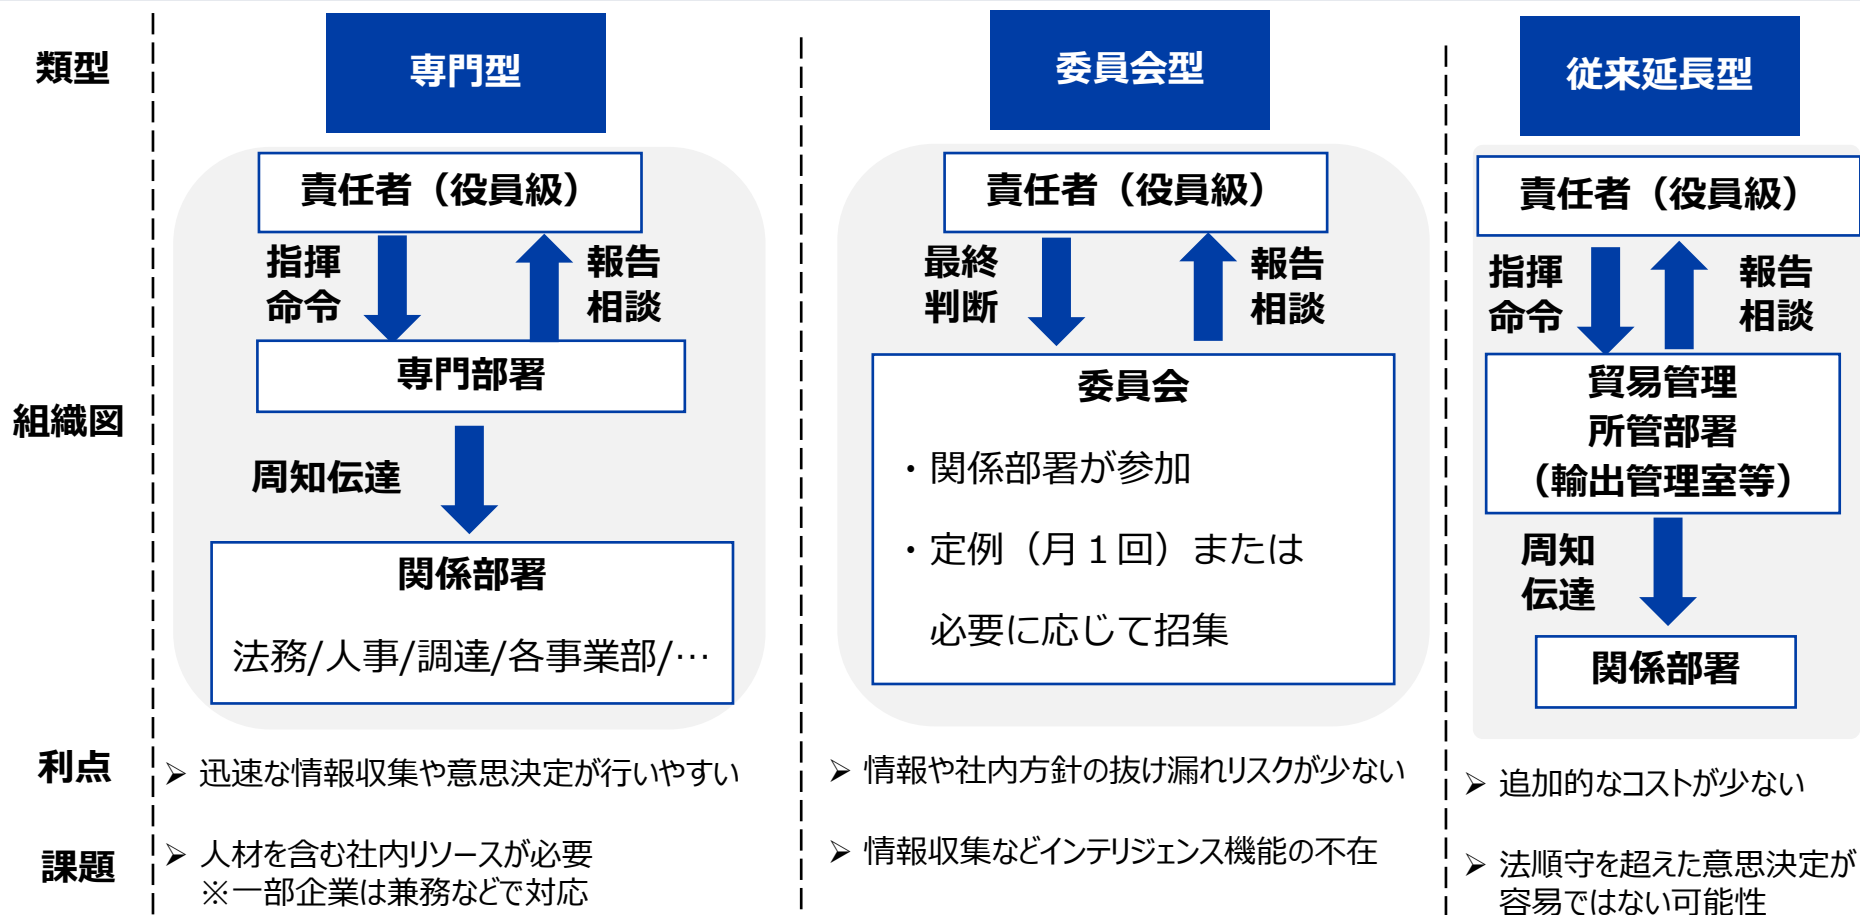 類型
専門型
委員会型
従来延長型
組織図
責任者（役員級）
指揮
命令
報告
相談
専門部署
周知伝達
関係部署
法務/人事/調達/各事業部/…
責任者（役員級）
最終
判断
報告
相談
委員会
・関係部署が参加
・定例（月１回）または
必要に応じて招集
責任者（役員級）
指揮
命令
報告
相談
貿易管理
所管部署
（輸出管理室等）
周知
伝達
関係部署
利点
➢ 迅速な情報収集や意思決定が行いやすい
➢ 情報や社内方針の抜け漏れリスクが少ない
➢ 追加的なコストが少ない
課題
➢ 人材を含む社内リソースが必要
※一部企業は兼務などで対応
➢ 情報収集などインテリジェンス機能の不在
➢ 法順守を超えた意思決定が
容易ではない可能性